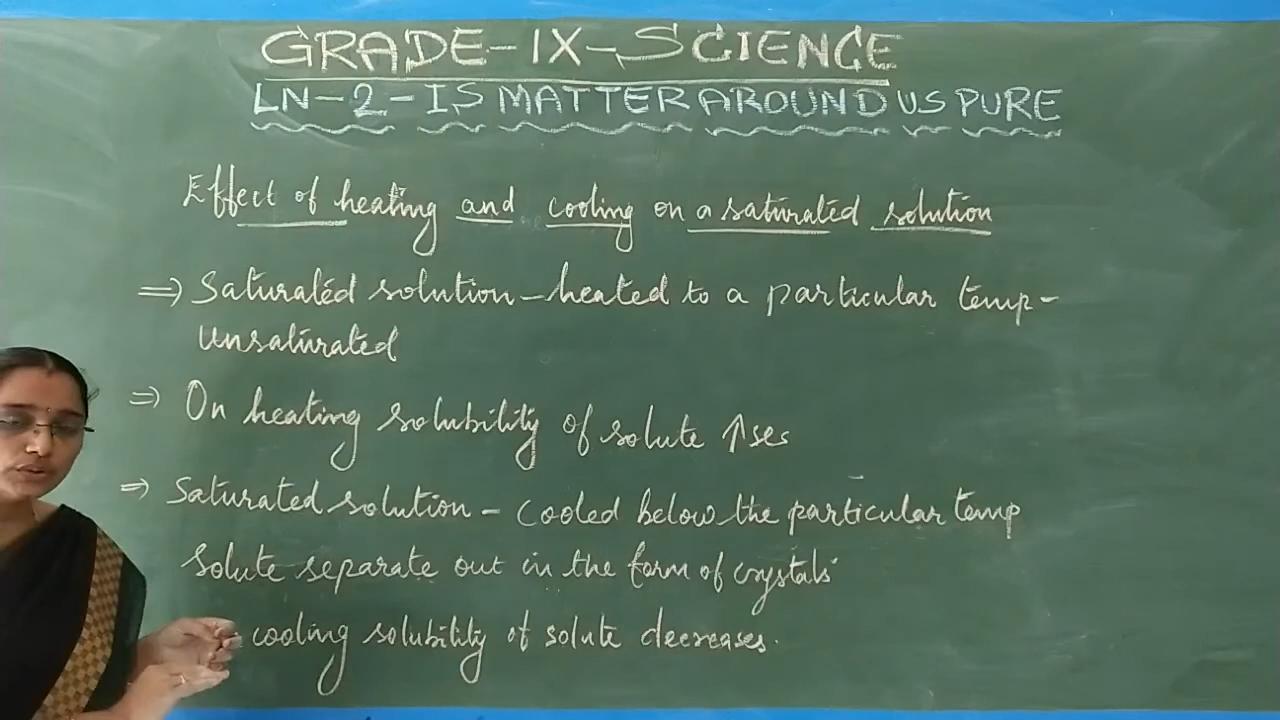 GRADE-IX-SCIENCE
LN-2-IS MATTER AROUND US PURE
Effect of heating and cooling on a saturated solution
⇒ Saturated solution - heated to a particular temp-
unsaturated
⇒ On heating solubility of solute ↑ses
⇒ Saturated solution - cooled below the particular temp
solute separate out in the form of crystals
cooling solubility of solute decreases.